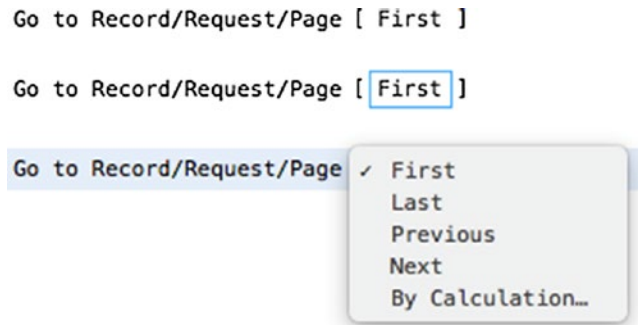 Go to Record/Request/Page [ First ]
Go to Record/Request/Page [ First ]
Go to Record/Request/Page ✓ First
Last
Previous
Next
By Calculation…